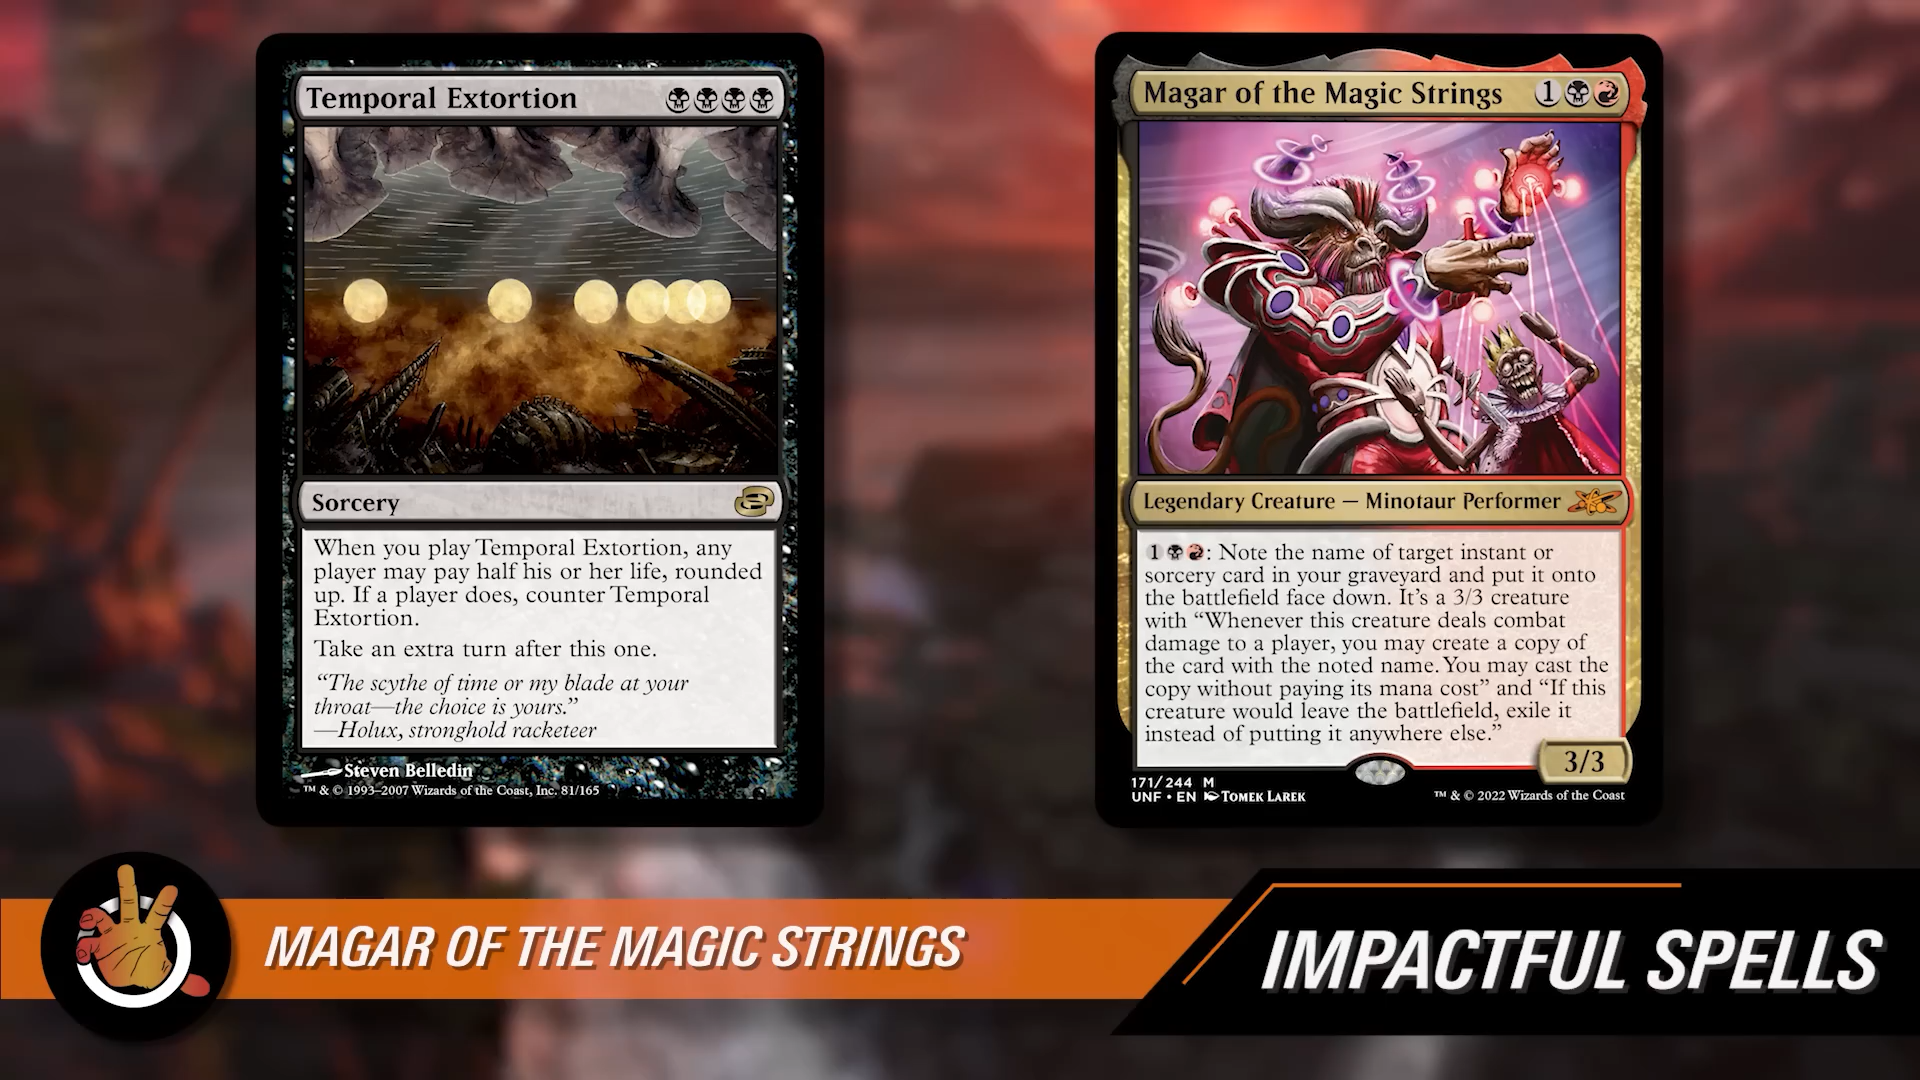 Temporal Extortion
Sorcery
When you play Temporal Extortion, any
player may pay half his or her life, rounded
up. If a player does, counter Temporal
Extortion.
Take an extra turn after this one.
“The scythe of time or my blade at your
throat—the choice is yours.”
—Holux, stronghold racketeer
Steven Belledin
™ & © 1993–2007 Wizards of the Coast, Inc. 81/165
Magar of the Magic Strings 1
Legendary Creature — Minotaur Performer
1 : Note the name of target instant or
sorcery card in your graveyard and put it onto
the battlefield face down. It’s a 3/3 creature
with “Whenever this creature deals combat
damage to a player, you may create a copy of
the card with the noted name. You may cast the
copy without paying its mana cost” and “If this
creature would leave the battlefield, exile it
instead of putting it anywhere else.”
3/3
171/244 M
UNF • EN Tomek Larek
™ & © 2022 Wizards of the Coast
MAGAR OF THE MAGIC STRINGS
IMPACTFUL SPELLS